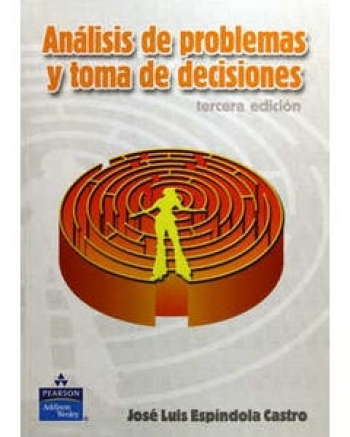 Análisis de problemas
y toma de decisiones
tercera edición
PEARSON
Addison
Wesley
José Luis Espíndola Castro